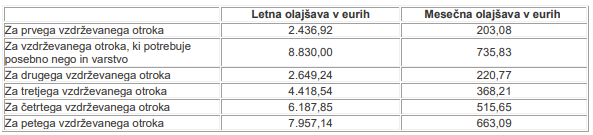 Letna olajšava v eurih Mesečna olajšava v eurih
Za prvega vzdrževanega otroka 2.436,92 203,08
Za vzdrževanega otroka, ki potrebuje
posebno nego in varstvo 8.830,00 735,83
Za drugega vzdrževanega otroka 2.649,24 220,77
Za tretjega vzdrževanega otroka 4.418,54 368,21
Za četrtega vzdrževanega otroka 6.187,85 515,65
Za petega vzdrževanega otroka 7.957,14 663,09